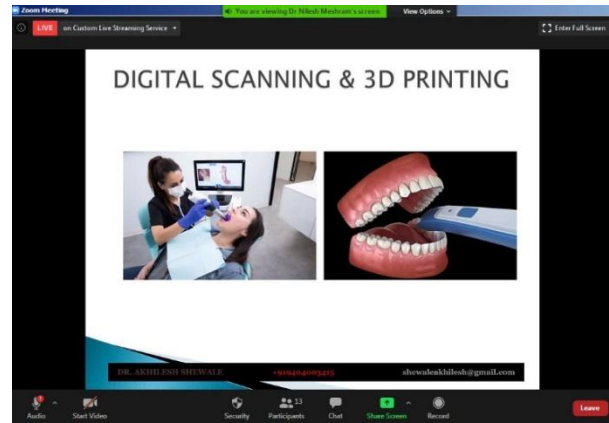 Zoom Meeting
You are viewing Dr Nilesh Meshram's screen
View Options
LIVE on Custom Live Streaming Service
Enter Full Screen
DIGITAL SCANNING & 3D PRINTING
DR. AKHILESH SHEWALE
+919404003415
shewaleakhilesh@gmail.com
13
Audio
Start Video
Security
Participants
Chat
Share Screen
Record
Leave